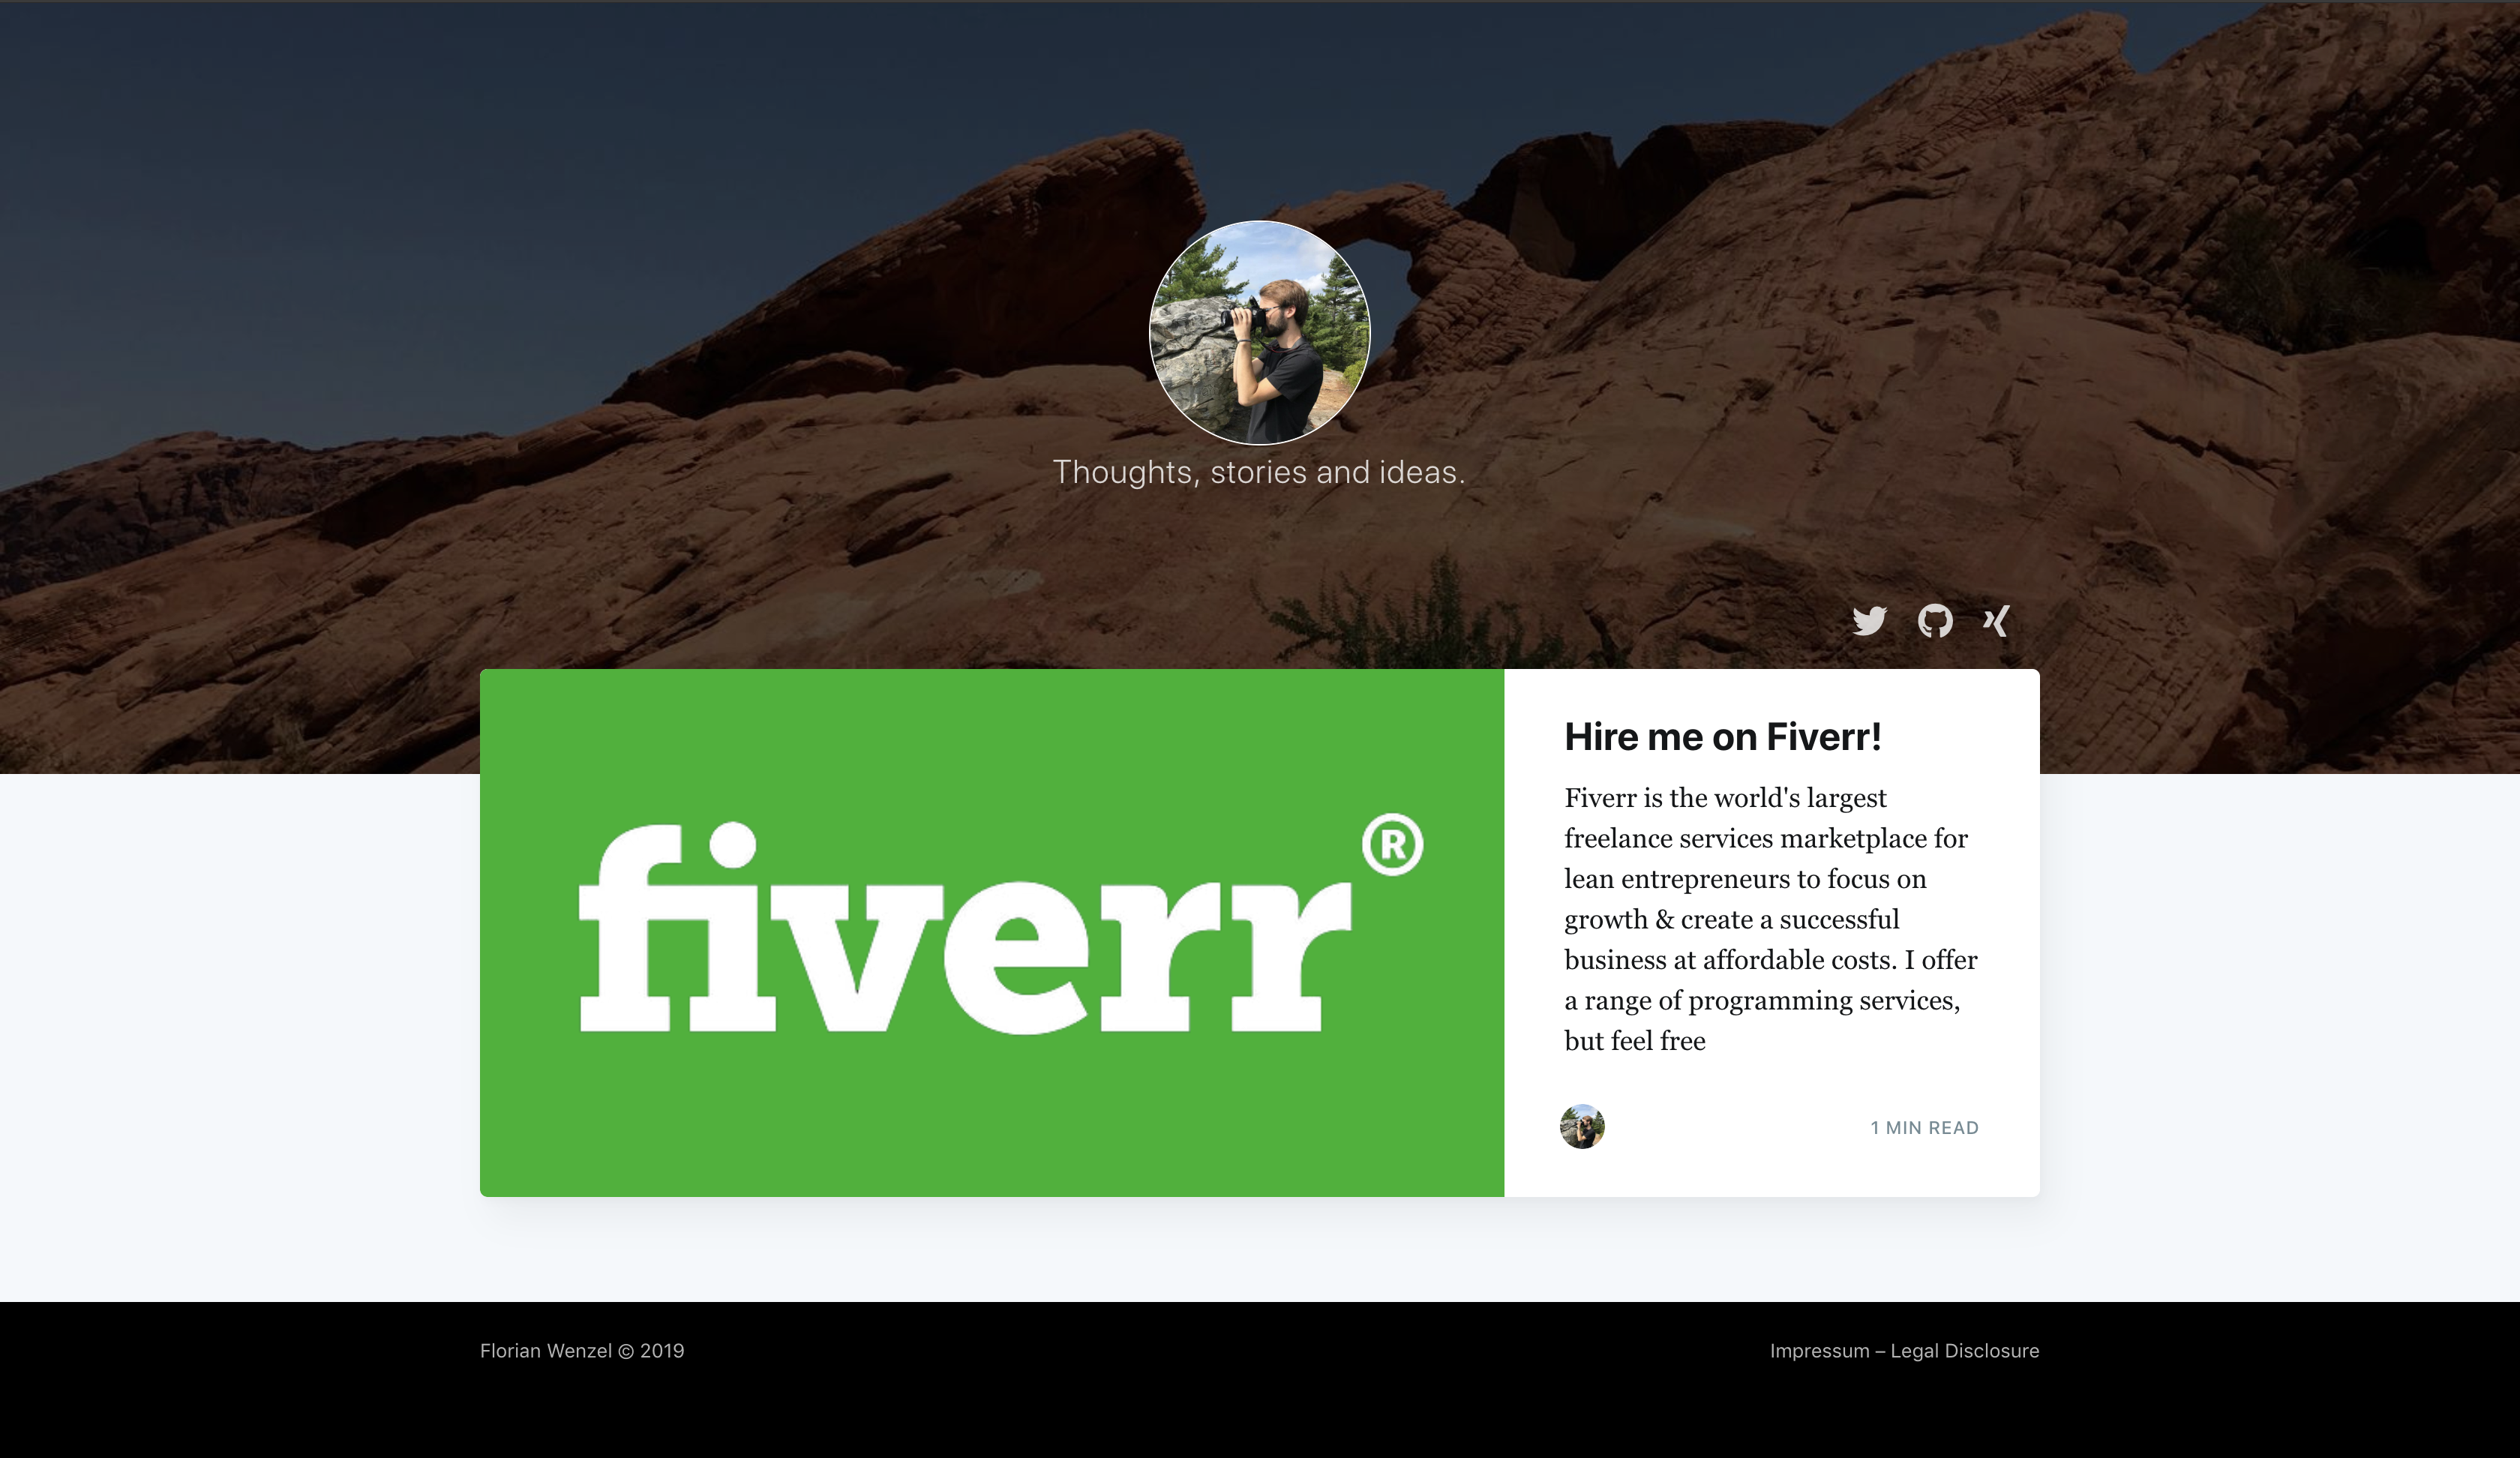 Thoughts, stories and ideas.
fiverr®
Hire me on Fiverr!
Fiverr is the world's largest
freelance services marketplace for
lean entrepreneurs to focus on
growth & create a successful
business at affordable costs. I offer
a range of programming services,
but feel free
1 MIN READ
Florian Wenzel © 2019
Impressum – Legal Disclosure